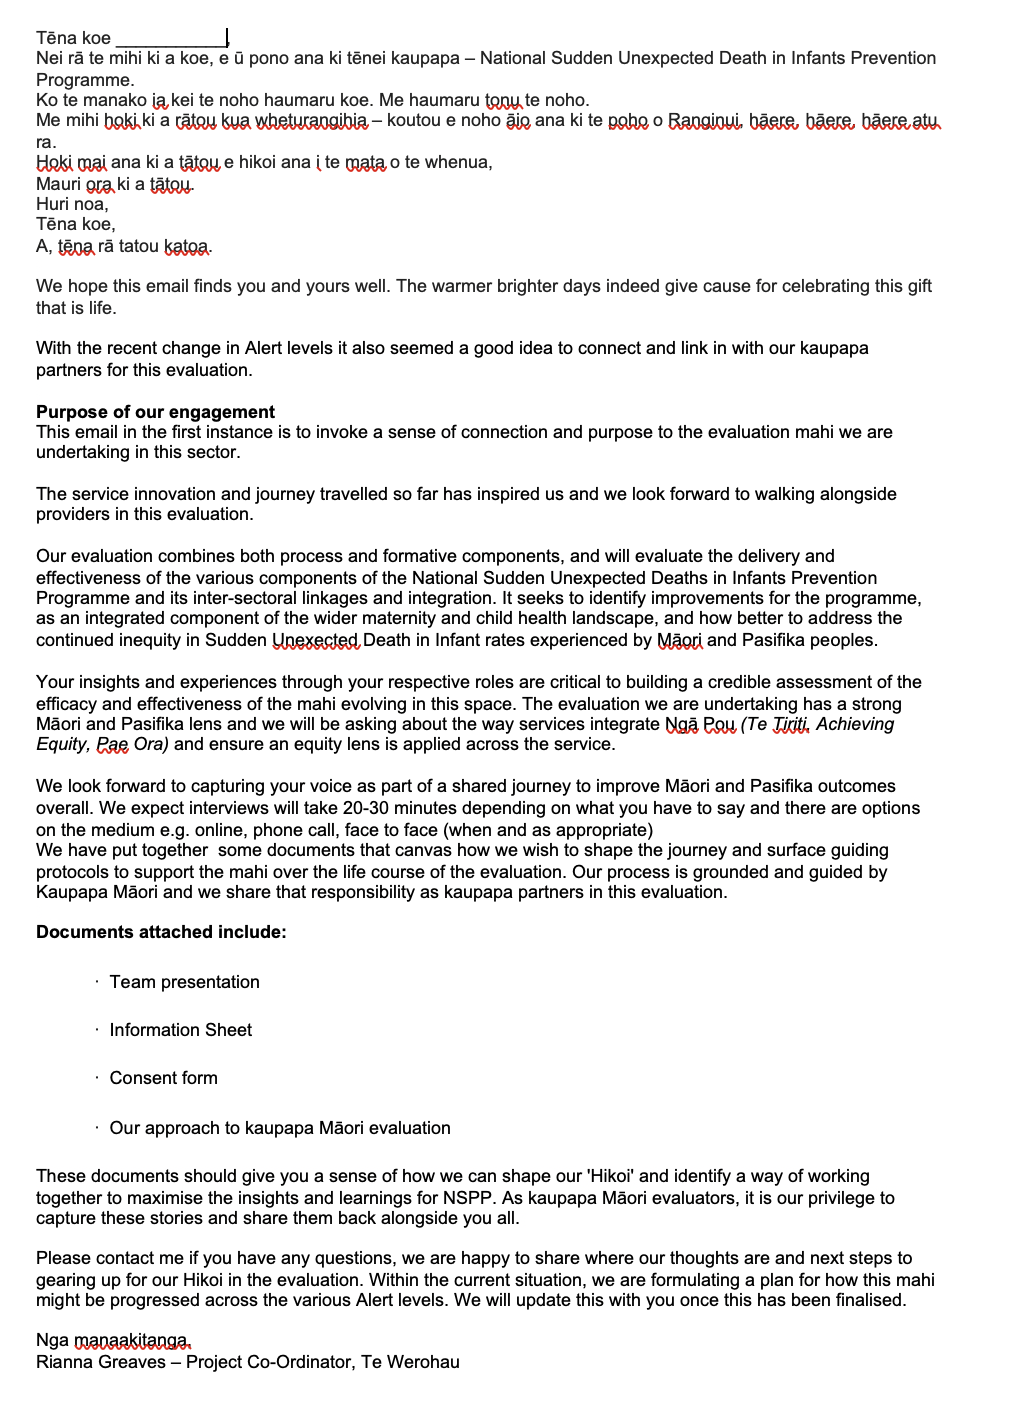 Tēna koe ____________,
Nei rā te mihi ki a koe, e ū pono ana ki tēnei kaupapa – National Sudden Unexpected Death in Infants Prevention
Programme.
Ko te manako ia kei te noho haumaru koe. Me haumaru tonu te noho.
Me mihi hoki ki a rātou kua wheturangihia – koutou e noho āio ana ki te poho o Ranginui, hāere, hāere, hāere atu
ra.
Hoki mai ana ki a tātou e hikoi ana i te mata o te whenua,
Mauri ora ki a tātou.
Huri noa,
Tēna koe,
A, tēna rā tatou katoa.
We hope this email finds you and yours well. The warmer brighter days indeed give cause for celebrating this gift
that is life.
With the recent change in Alert levels it also seemed a good idea to connect and link in with our kaupapa
partners for this evaluation.
Purpose of our engagement
This email in the first instance is to invoke a sense of connection and purpose to the evaluation mahi we are
undertaking in this sector.
The service innovation and journey travelled so far has inspired us and we look forward to walking alongside
providers in this evaluation.
Our evaluation combines both process and formative components, and will evaluate the delivery and
effectiveness of the various components of the National Sudden Unexpected Deaths in Infants Prevention
Programme and its inter-sectoral linkages and integration. It seeks to identify improvements for the programme,
as an integrated component of the wider maternity and child health landscape, and how better to address the
continued inequity in Sudden Unexected Death in Infant rates experienced by Māori and Pasifika peoples.
Your insights and experiences through your respective roles are critical to building a credible assessment of the
efficacy and effectiveness of the mahi evolving in this space. The evaluation we are undertaking has a strong
Māori and Pasifika lens and we will be asking about the way services integrate Ngā Pou (Te Tiriti, Achieving
Equity, Pae Ora) and ensure an equity lens is applied across the service.
We look forward to capturing your voice as part of a shared journey to improve Māori and Pasifika outcomes
overall. We expect interviews will take 20-30 minutes depending on what you have to say and there are options
on the medium e.g. online, phone call, face to face (when and as appropriate)
We have put together  some documents that canvas how we wish to shape the journey and surface guiding
protocols to support the mahi over the life course of the evaluation. Our process is grounded and guided by
Kaupapa Māori and we share that responsibility as kaupapa partners in this evaluation.
Documents attached include:
· Team presentation
· Information Sheet
· Consent form
· Our approach to kaupapa Māori evaluation
These documents should give you a sense of how we can shape our 'Hikoi' and identify a way of working
together to maximise the insights and learnings for NSPP. As kaupapa Māori evaluators, it is our privilege to
capture these stories and share them back alongside you all.
Please contact me if you have any questions, we are happy to share where our thoughts are and next steps to
gearing up for our Hikoi in the evaluation. Within the current situation, we are formulating a plan for how this mahi
might be progressed across the various Alert levels. We will update this with you once this has been finalised.
Nga manaakitanga,
Rianna Greaves – Project Co-Ordinator, Te Werohau